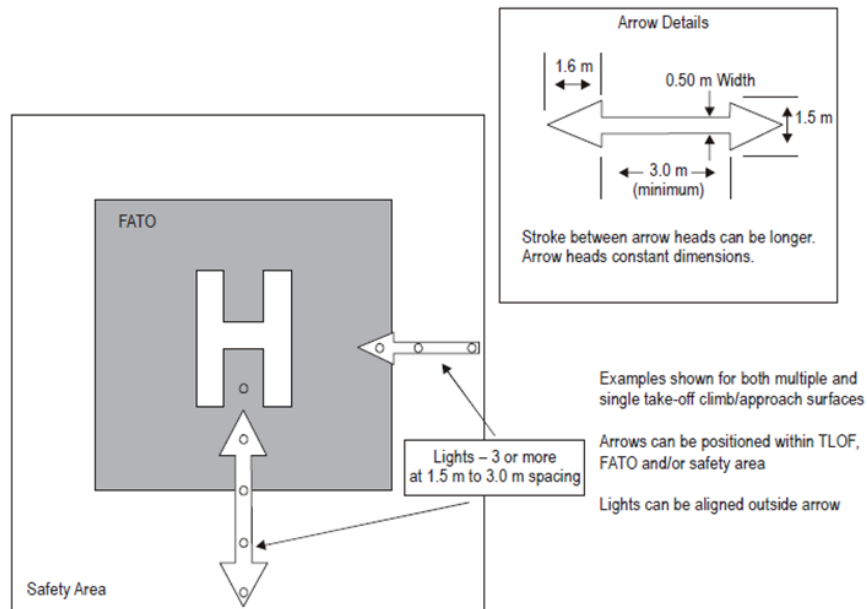 Arrow Details
1.6 m
0.50 m Width
1.5 m
3.0 m
(minimum)
Stroke between arrow heads can be longer.
Arrow heads constant dimensions.
FATO
H
Examples shown for both multiple and
single take-off climb/approach surfaces
Lights – 3 or more
at 1.5 m to 3.0 m spacing
Arrows can be positioned within TLOF,
FATO and/or safety area
Lights can be aligned outside arrow
Safety Area